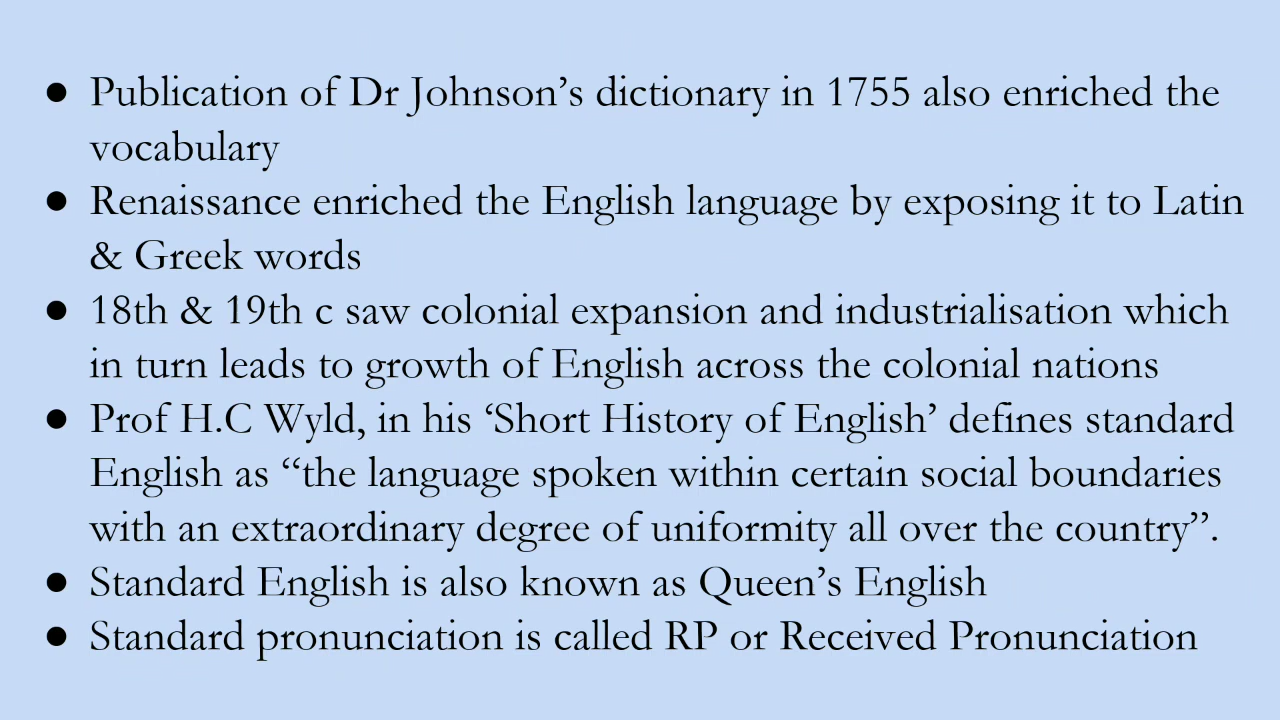 ● Publication of Dr Johnson’s dictionary in 1755 also enriched the
vocabulary
● Renaissance enriched the English language by exposing it to Latin
& Greek words
● 18th & 19th c saw colonial expansion and industrialisation which
in turn leads to growth of English across the colonial nations
● Prof H.C Wyld, in his ‘Short History of English’ defines standard
English as “the language spoken within certain social boundaries
with an extraordinary degree of uniformity all over the country”.
● Standard English is also known as Queen’s English
● Standard pronunciation is called RP or Received Pronunciation